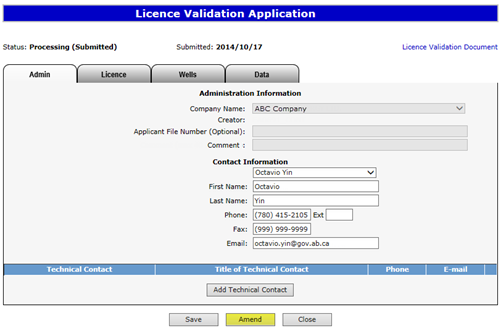 Licence Validation Application
Status: Processing (Submitted) Submitted: 2014/10/17 Licence Validation Document
Admin Licence Wells Data
Administration Information
Company Name: ABC Company
Creator:
Applicant File Number (Optional):
Comment :
Contact Information
Octavio Yin
First Name: Octavio
Last Name: Yin
Phone: (780) 415-2105 Ext
Fax: (999) 999-9999
Email: octavio.yin@gov.ab.ca
Technical Contact Title of Technical Contact Phone E-mail
Add Technical Contact
Save Amend Close